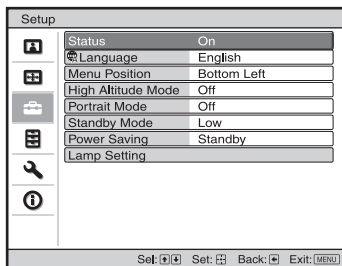 Setup
Status On
Language English
Menu Position Bottom Left
High Altitude Mode Off
Portrait Mode Off
Standby Mode Low
Power Saving Standby
Lamp Setting
Sel: Set: Back: Exit: MENU